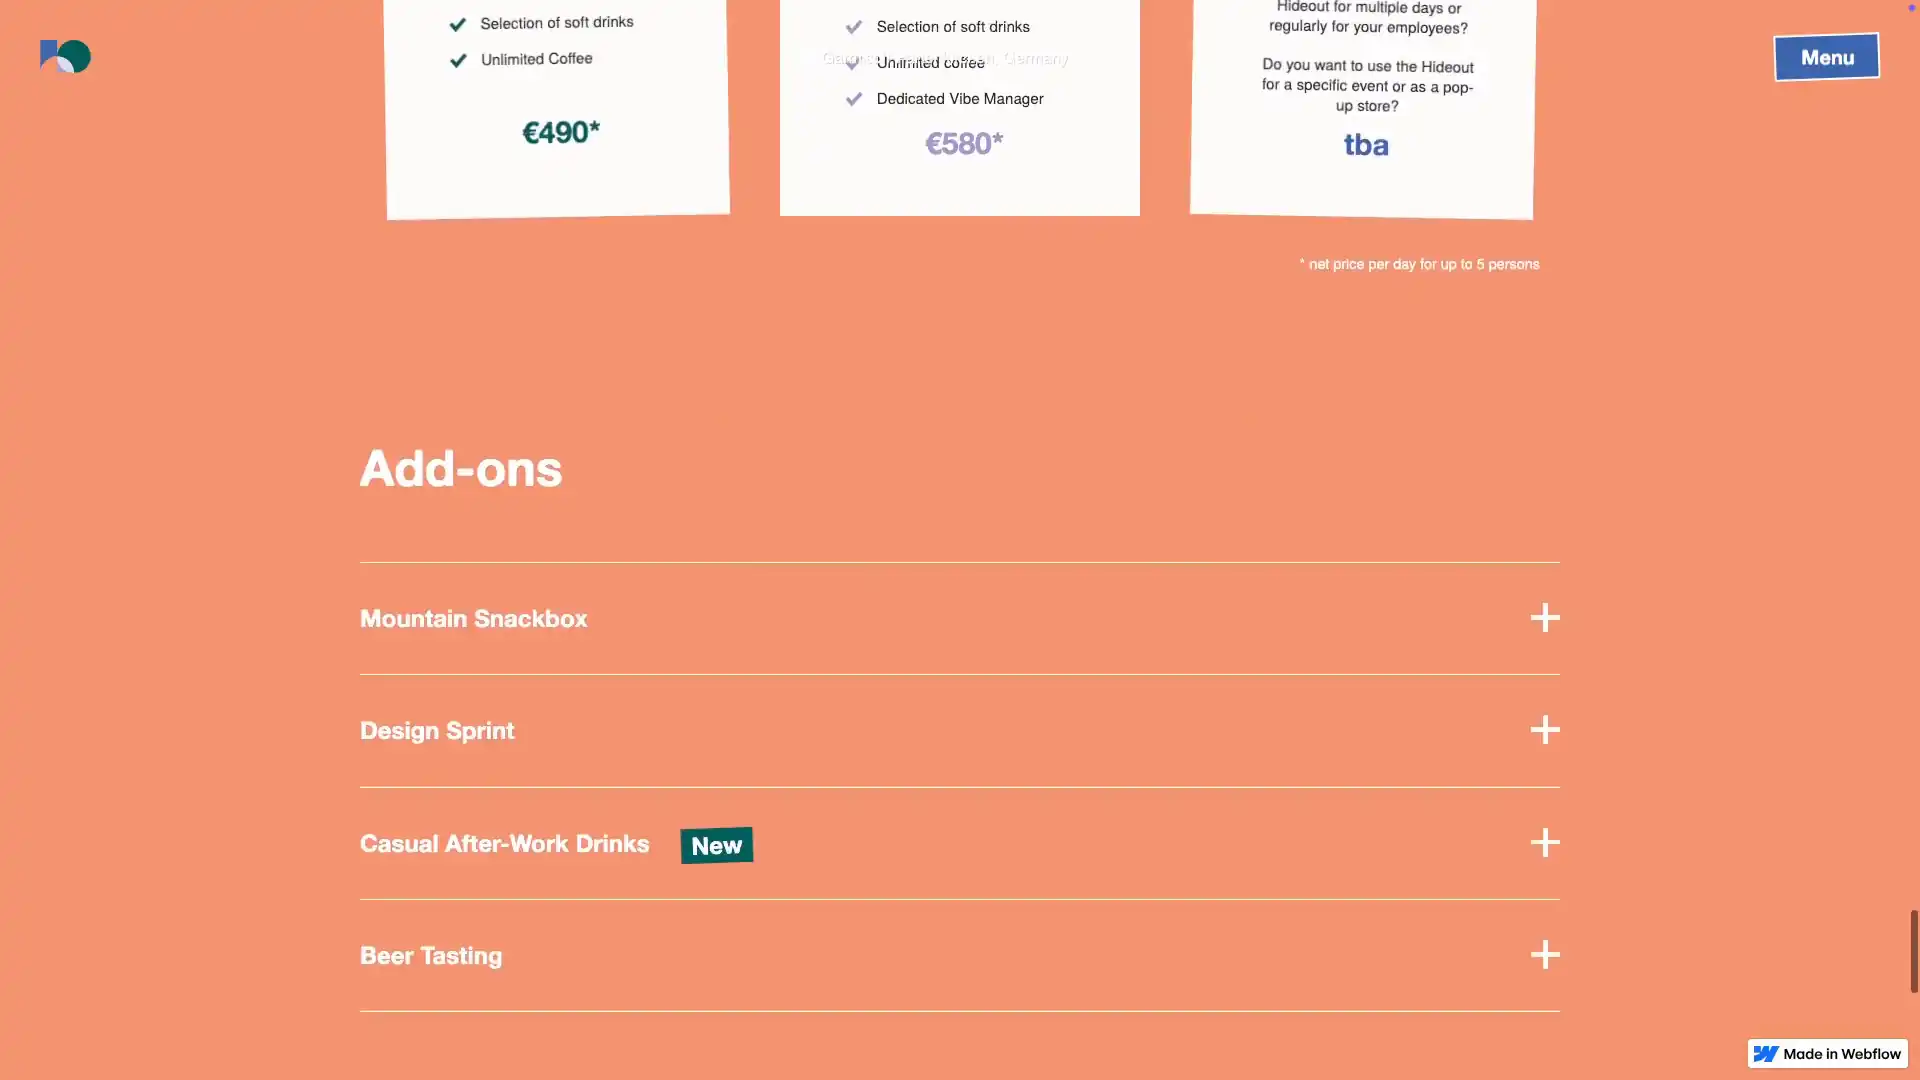 Selection of soft drinks
Unlimited Coffee
€490*
Selection of soft drinks
Unlimited coffee
Dedicated Vibe Manager
€580*
Hideout for multiple days or
regularly for your employees?
Do you want to use the Hideout
for a specific event or as a pop-
up store?
tba
Menu
* net price per day for up to 5 persons
Add-ons
Mountain Snackbox
Design Sprint
Casual After-Work Drinks
New
Beer Tasting
Made in Webflow